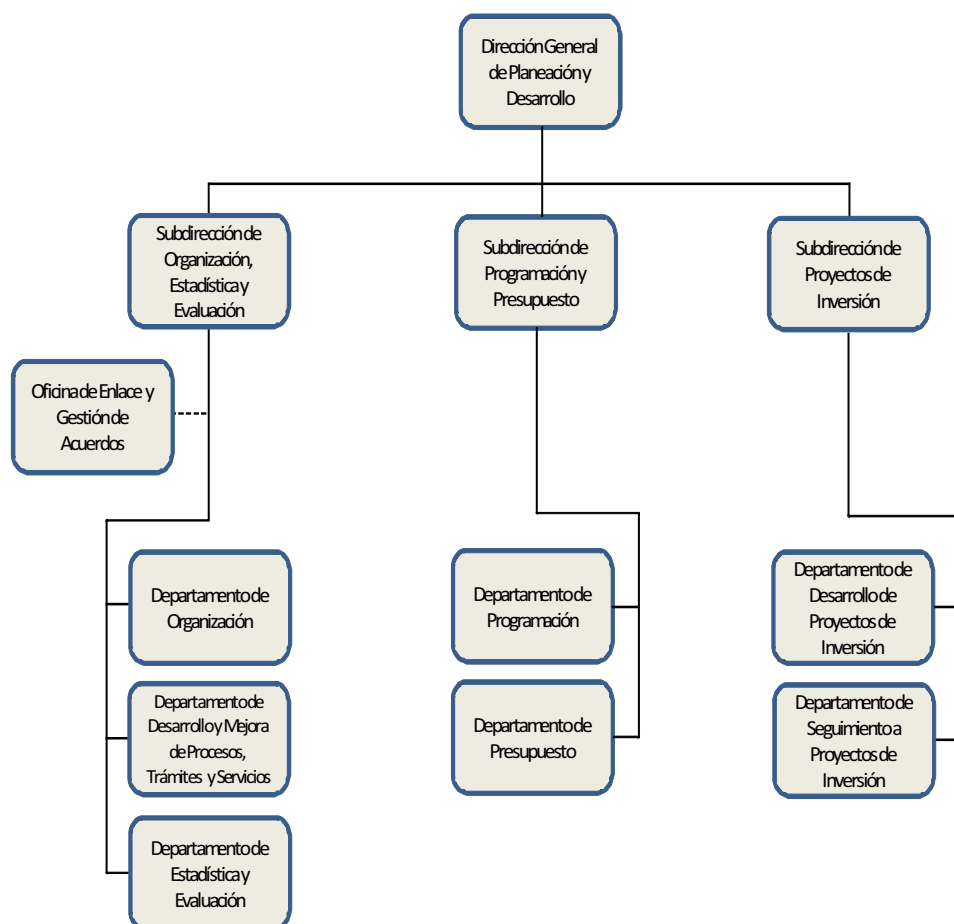 Dirección General
de Planeación y
Desarrollo
Subdirección de
Organización,
Estadística y
Evaluación
Subdirección de
Programación y
Presupuesto
Subdirección de
Proyectos de
Inversión
Oficina de Enlace y
Gestión de
Acuerdos
Departamento de
Organización
Departamento de
Programación
Departamento de
Desarrollo de
Proyectos de
Inversión
Departamento de
Desarrollo y Mejora
de Procesos,
Trámites y Servicios
Departamento de
Presupuesto
Departamento de
Seguimiento a
Proyectos de
Inversión
Departamento de
Estadística y
Evaluación